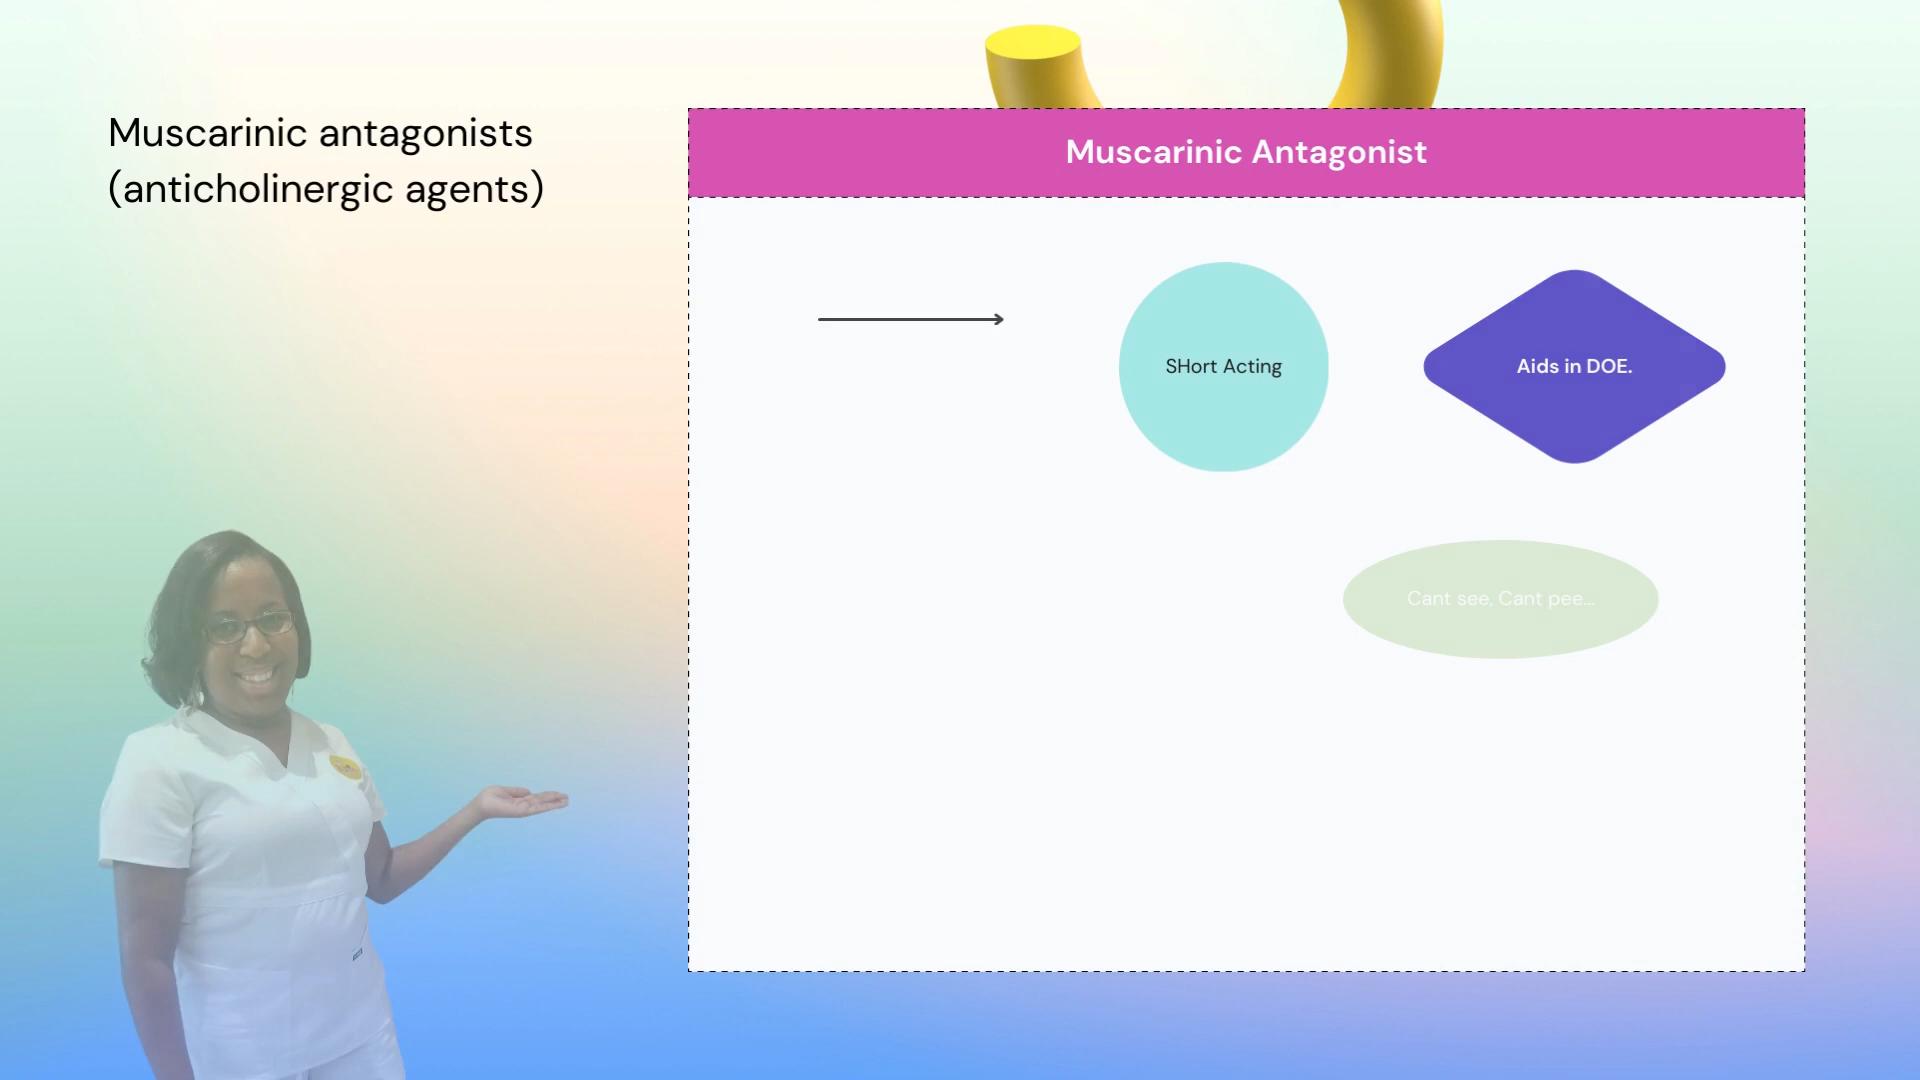 Muscarinic antagonists
(anticholinergic agents)
Muscarinic Antagonist
SHort Acting
Aids in DOE.
Cant see, Cant pee...